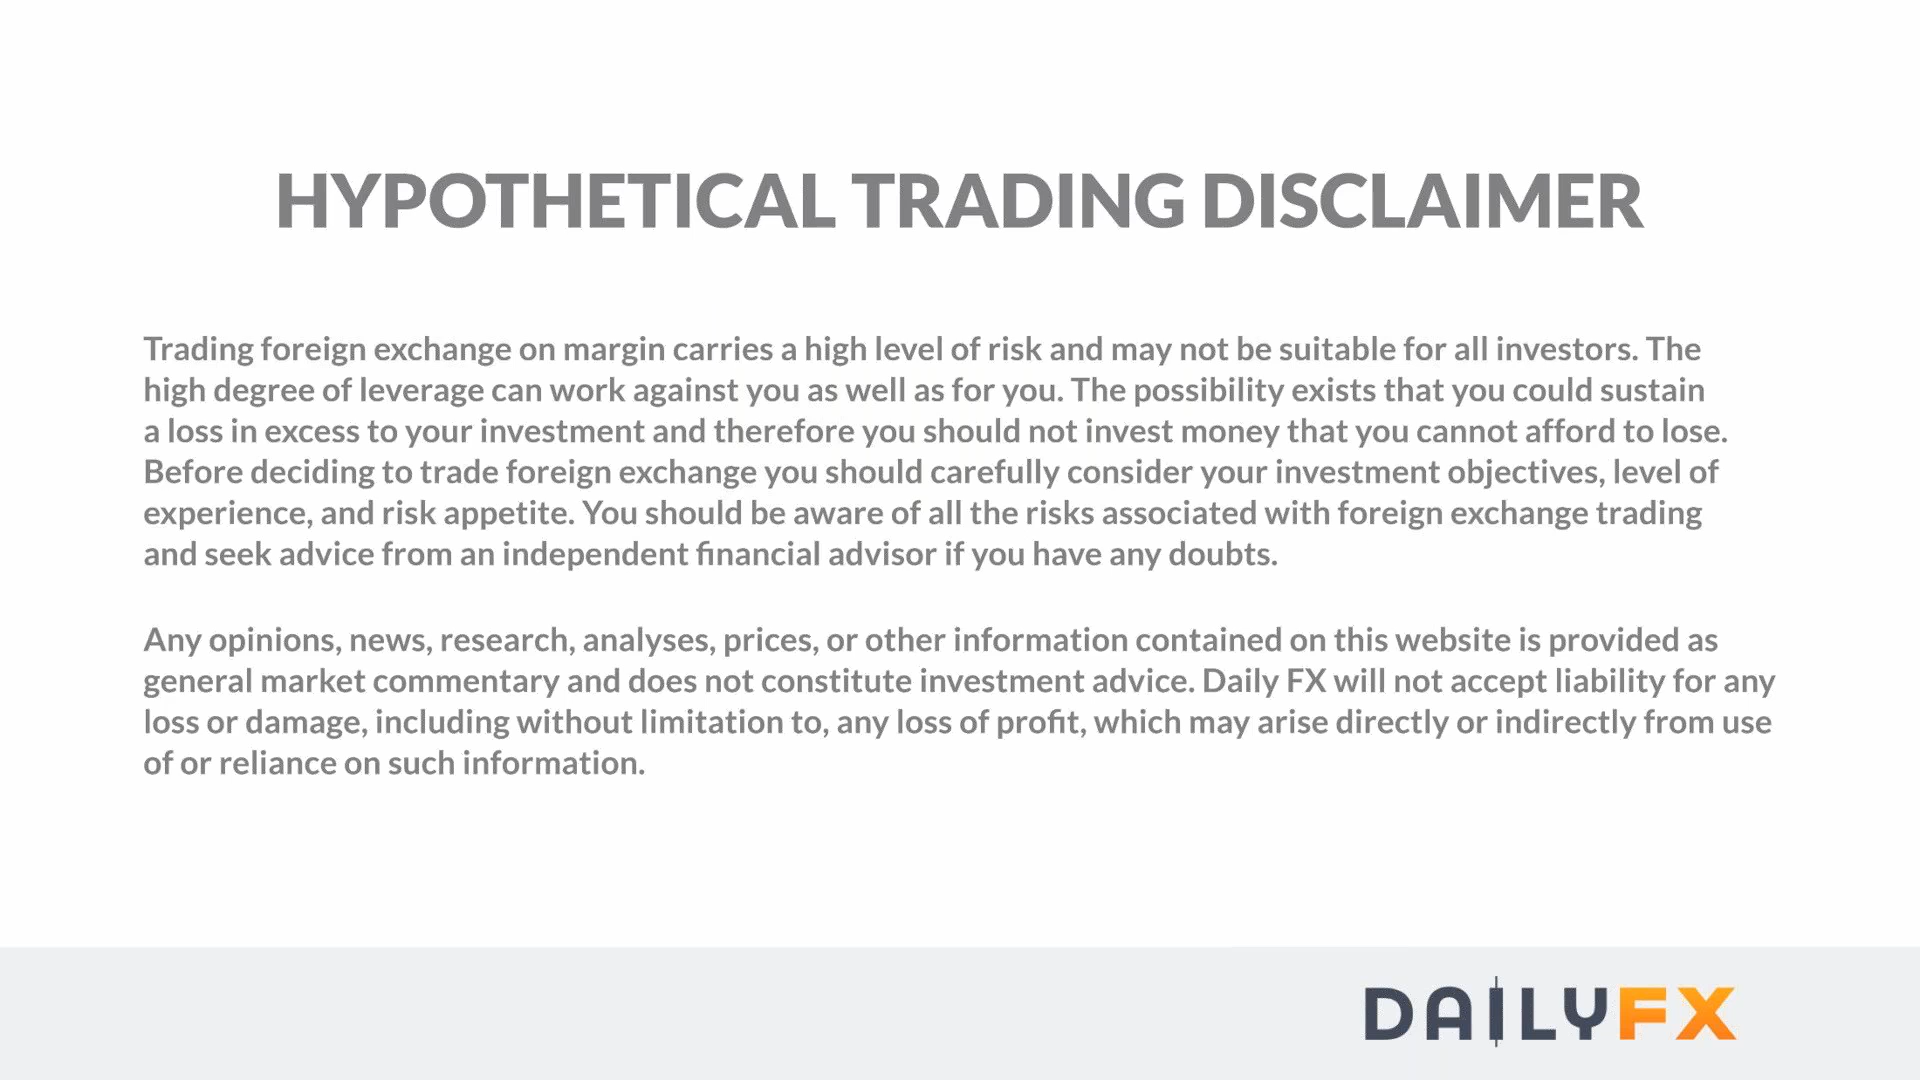 HYPOTHETICAL TRADING DISCLAIMER
Trading foreign exchange on margin carries a high level of risk and may not be suitable for all investors. The
high degree of leverage can work against you as well as for you. The possibility exists that you could sustain
a loss in excess to your investment and therefore you should not invest money that you cannot afford to lose.
Before deciding to trade foreign exchange you should carefully consider your investment objectives, level of
experience, and risk appetite. You should be aware of all the risks associated with foreign exchange trading
and seek advice from an independent financial advisor if you have any doubts.
Any opinions, news, research, analyses, prices, or other information contained on this website is provided as
general market commentary and does not constitute investment advice. Daily FX will not accept liability for any
loss or damage, including without limitation to, any loss of profit, which may arise directly or indirectly from use
of or reliance on such information.
DAILYFX